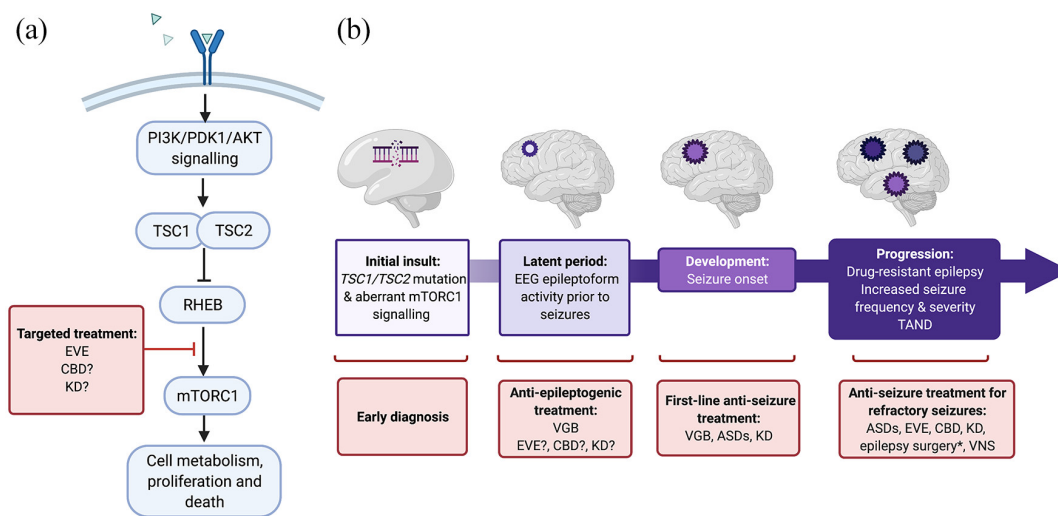 (a)
PI3K/PDK1/AKT
signalling
TSC1
TSC2
RHEB
Targeted treatment:
EVE
CBD?
KD?
mTORC1
Cell metabolism,
proliferation and
death
(b)
Initial insult:
TSC1/TSC2 mutation
& aberrant mTORC1
signalling
Latent period:
EEG epileptoform
activity prior to
seizures
Development:
Seizure onset
Progression:
Drug-resistant epilepsy
Increased seizure
frequency & severity
TAND
Early diagnosis
Anti-epileptogenic
treatment:
VGB
EVE?, CBD?, KD?
First-line anti-seizure
treatment:
VGB, ASDs, KD
Anti-seizure treatment for
refractory seizures:
ASDs, EVE, CBD, KD,
epilepsy surgery*, VNS